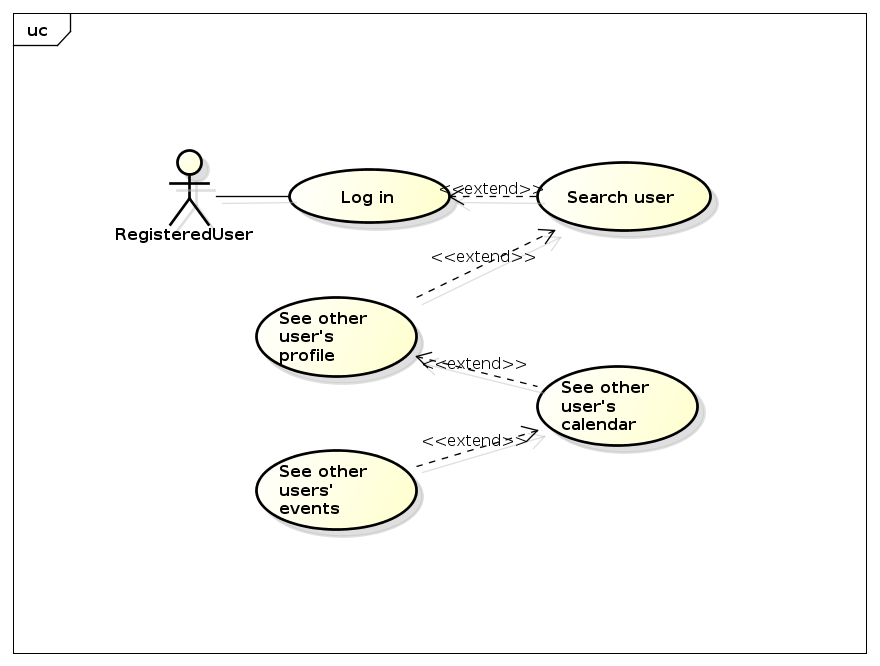 uc
Log in
<<extend>>
Search user
RegisteredUser
<<extend>>
See other
user's
profile
<<extend>>
See other
user's
calendar
<<extend>>
See other
users'
events